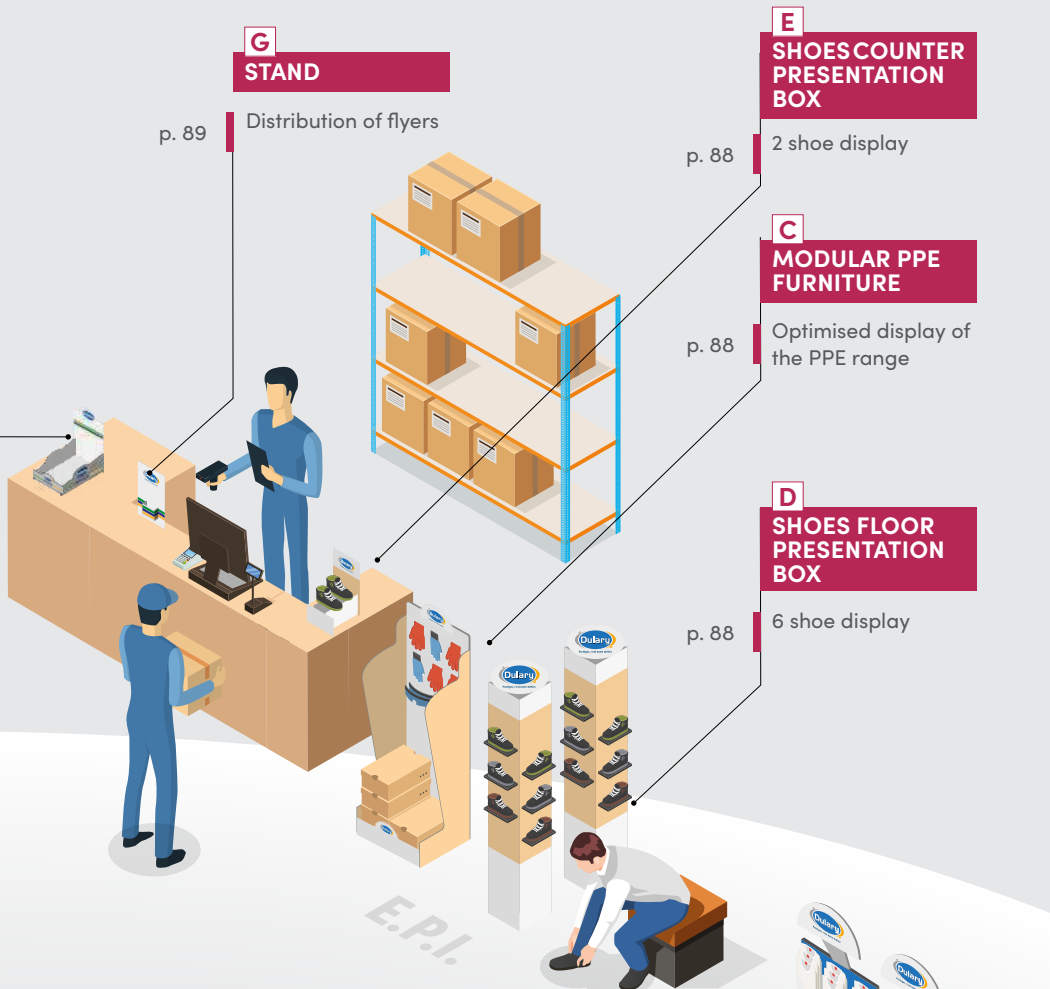 G
STAND
p. 89
Distribution of flyers
E
SHOES COUNTER
PRESENTATION
BOX
p. 88
2 shoe display
C
MODULAR PPE
FURNITURE
p. 88
Optimised display of
the PPE range
D
SHOES FLOOR
PRESENTATION
BOX
p. 88
6 shoe display
Dulary
Dulary
Dulary
E.P.I.
Dulary
Dulary